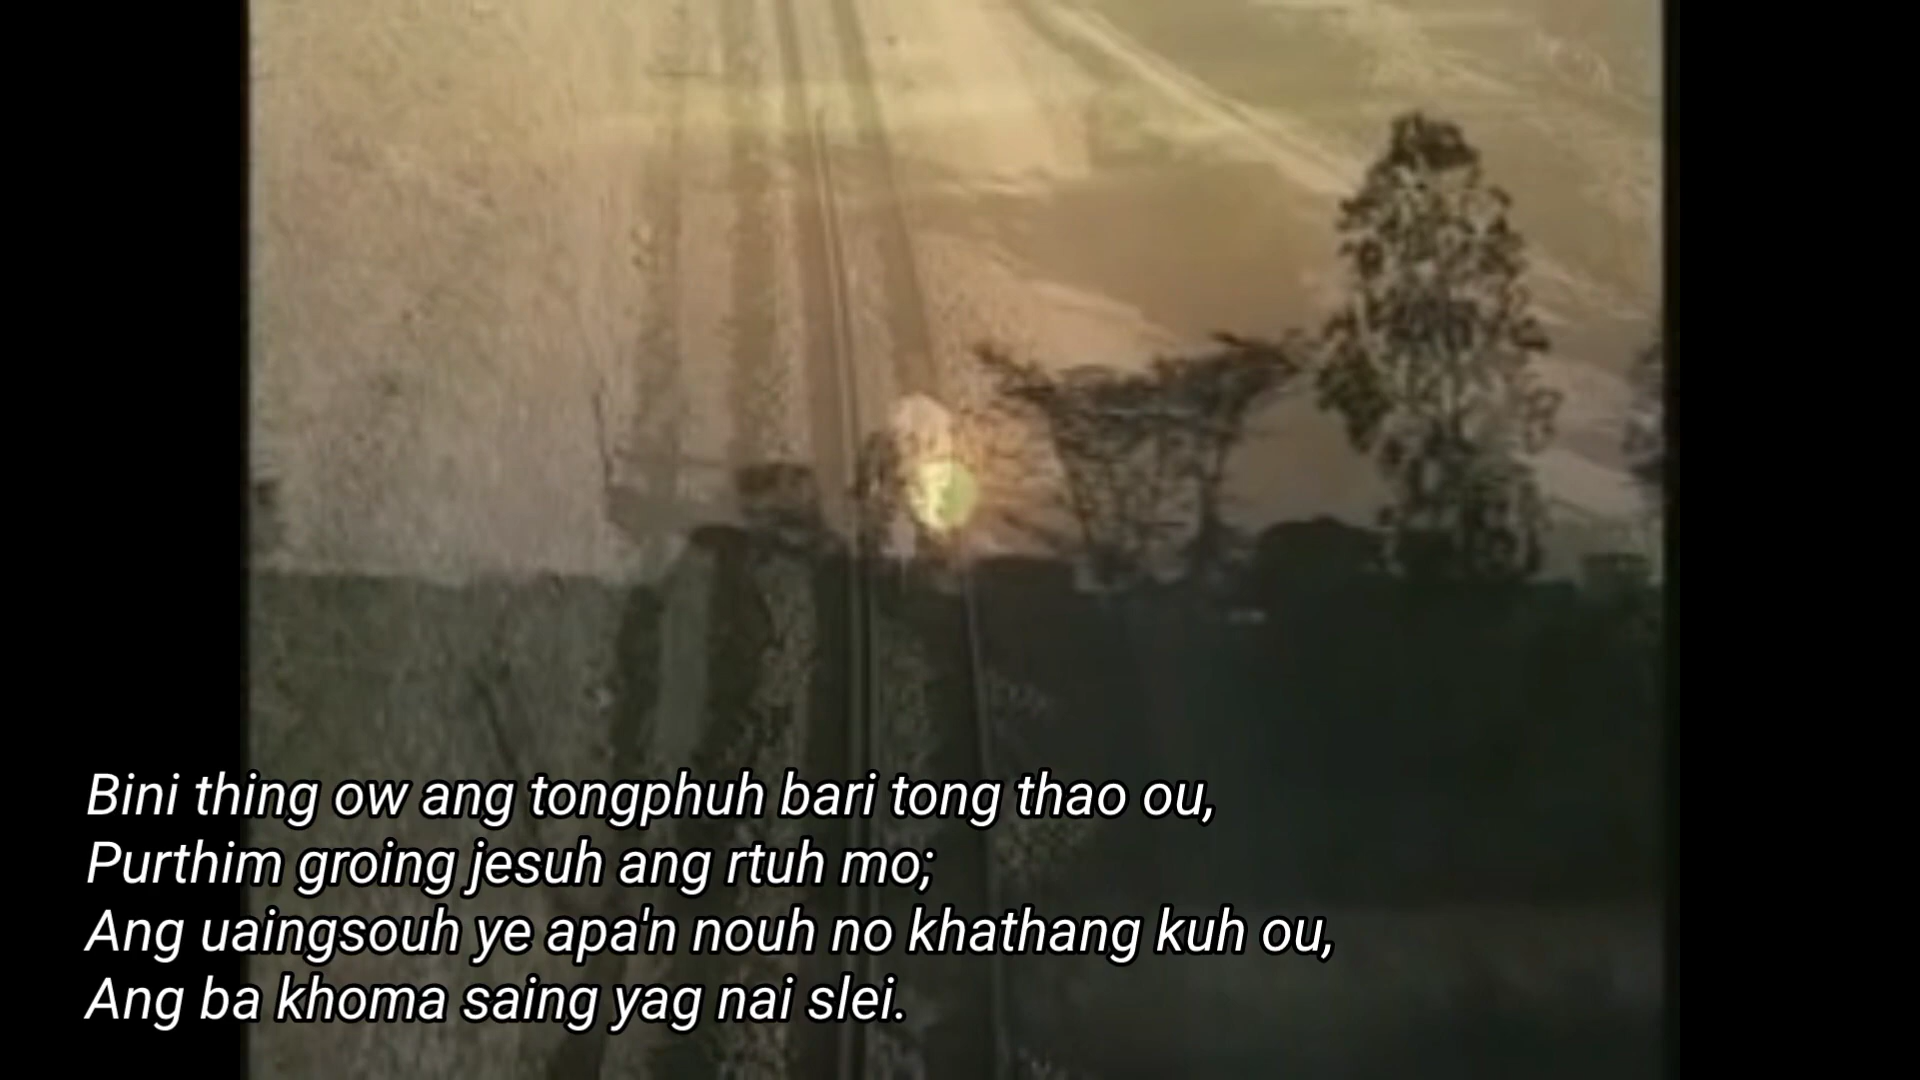 Bini thing ow ang tongphuh bari tong thao ou,
Purthim groing jesuh ang rtuh mo;
Ang uaingsouh ye apa'n nouh no khathang kuh ou,
Ang ba khoma saing yag nai slei.